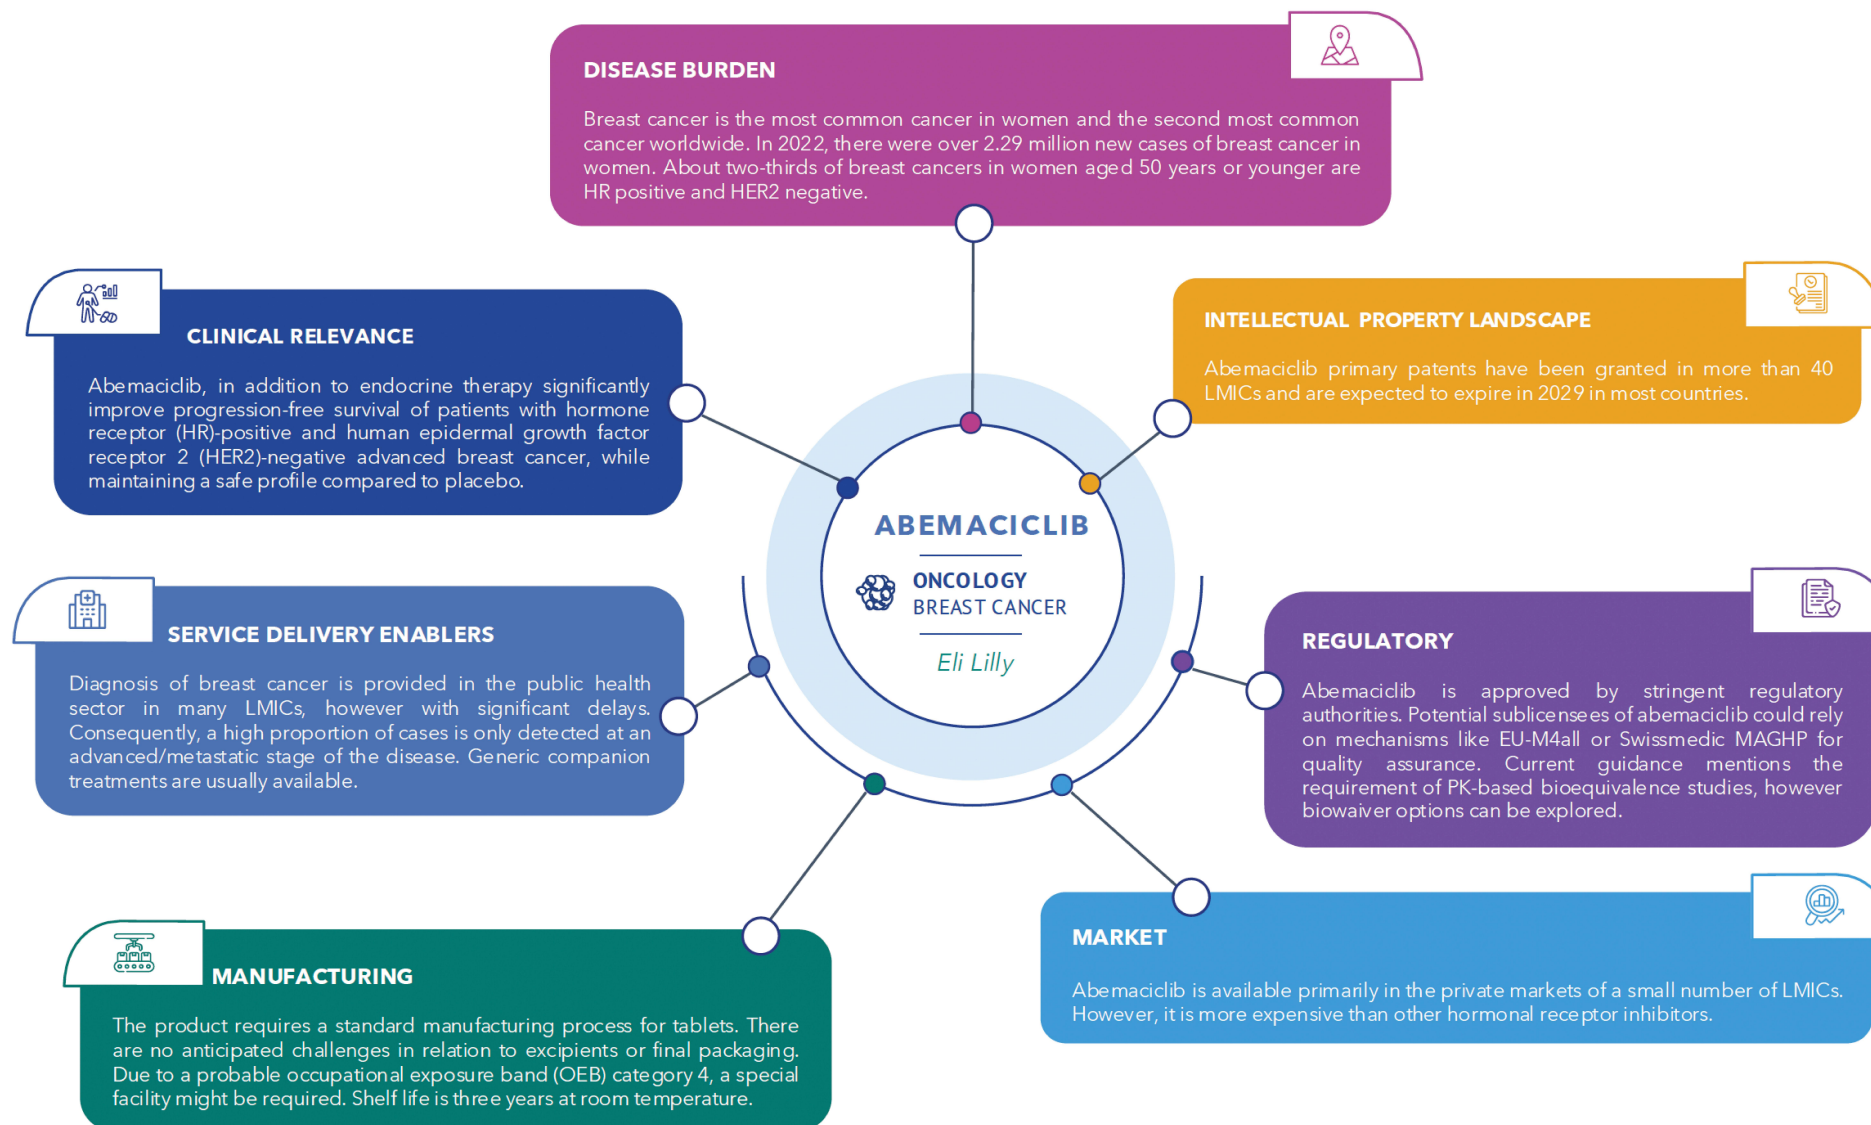 DISEASE BURDEN
Breast cancer is the most common cancer in women and the second most common
cancer worldwide. In 2022, there were over 2.29 million new cases of breast cancer in
women. About two-thirds of breast cancers in women aged 50 years or younger are
HR positive and HER2 negative.
CLINICAL RELEVANCE
Abemaciclib, in addition to endocrine therapy significantly
improve progression-free survival of patients with hormone
receptor (HR)-positive and human epidermal growth factor
receptor 2 (HER2)-negative advanced breast cancer, while
maintaining a safe profile compared to placebo.
INTELLECTUAL PROPERTY LANDSCAPE
Abemaciclib primary patents have been granted in more than 40
LMICs and are expected to expire in 2029 in most countries.
ABEMACICLIB
ONCOLOGY
BREAST CANCER
Eli Lilly
SERVICE DELIVERY ENABLERS
Diagnosis of breast cancer is provided in the public health
sector in many LMICs, however with significant delays.
Consequently, a high proportion of cases is only detected at an
advanced/metastatic stage of the disease. Generic companion
treatments are usually available.
REGULATORY
Abemaciclib is approved by stringent regulatory
authorities. Potential sublicensees of abemaciclib could rely
on mechanisms like EU-M4all or Swissmedic MAGHP for
quality assurance. Current guidance mentions the
requirement of PK-based bioequivalence studies, however
biowaiver options can be explored.
MANUFACTURING
The product requires a standard manufacturing process for tablets. There
are no anticipated challenges in relation to excipients or final packaging.
Due to a probable occupational exposure band (OEB) category 4, a special
facility might be required. Shelf life is three years at room temperature.
MARKET
Abemaciclib is available primarily in the private markets of a small number of LMICs.
However, it is more expensive than other hormonal receptor inhibitors.